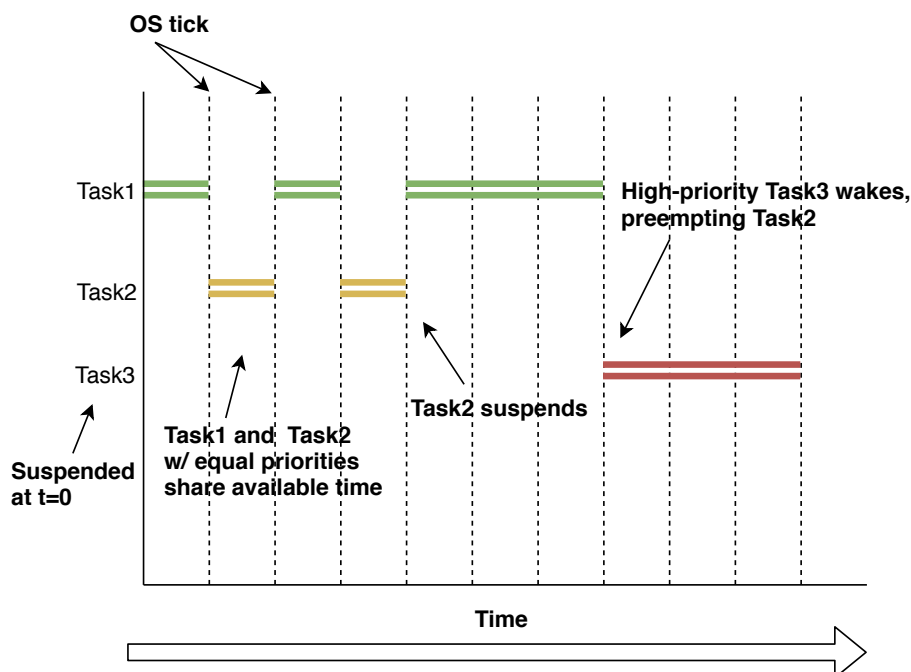 OS tick
Task1
High-priority Task3 wakes,
preempting Task2
Task2
Task3
Task2 suspends
Task1 and Task2
w/ equal priorities
share available time
Suspended
at t=0
Time